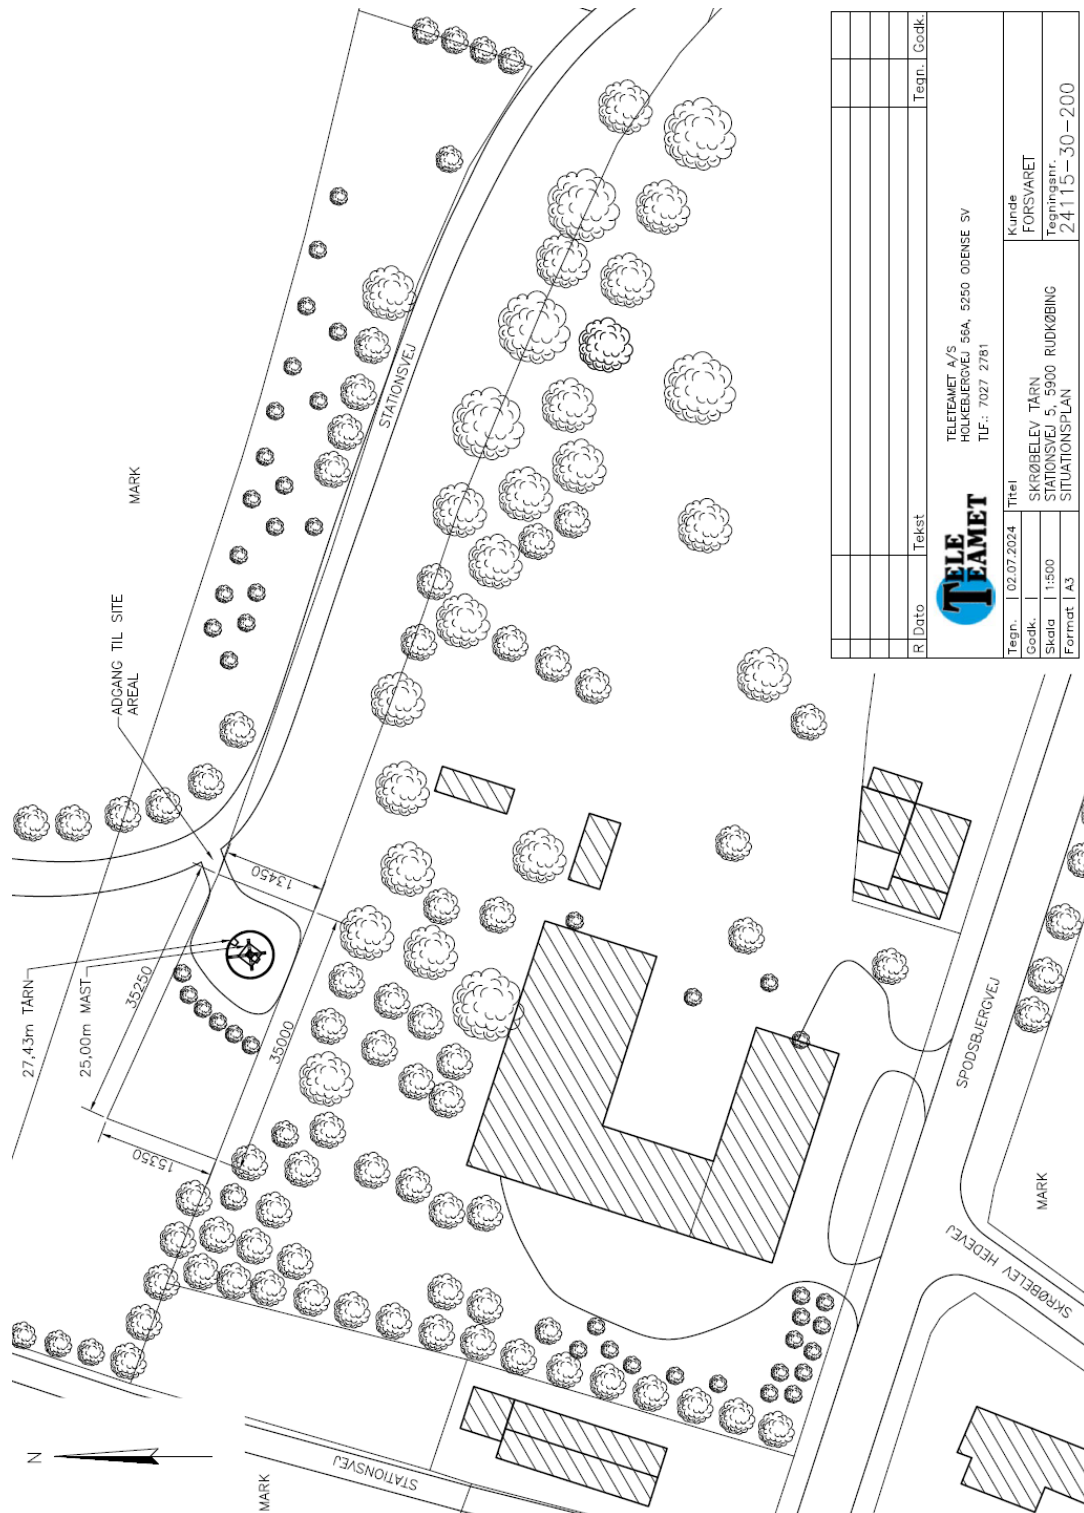 MARK
ADGANG TIL SITE
AREAL
27,43m TÅRN
25,00m MAST
35250
13450
35000
15350
STATIONSVEJ
N
MARK
STATIONSVEJ
SPODSBJERGVEJ
MARK
SKRØBELEV HEDEVEJ
R
Dato
Tekst
Tegn.
Godk.
TELE
TEAMET
TELETEAMET A/S
HOLKEBJERGVEJ 56A, 5250 ODENSE SV
TLF.: 7027 2781
Tegn.
02.07.2024
Godk.
Skala
1:500
Format
A3
Titel
SKRØBELEV TÅRN
STATIONSVEJ 5, 5900 RUDKØBING
SITUATIONSPLAN
Kunde
FORSVARET
Tegningsnr.
24115-30-200